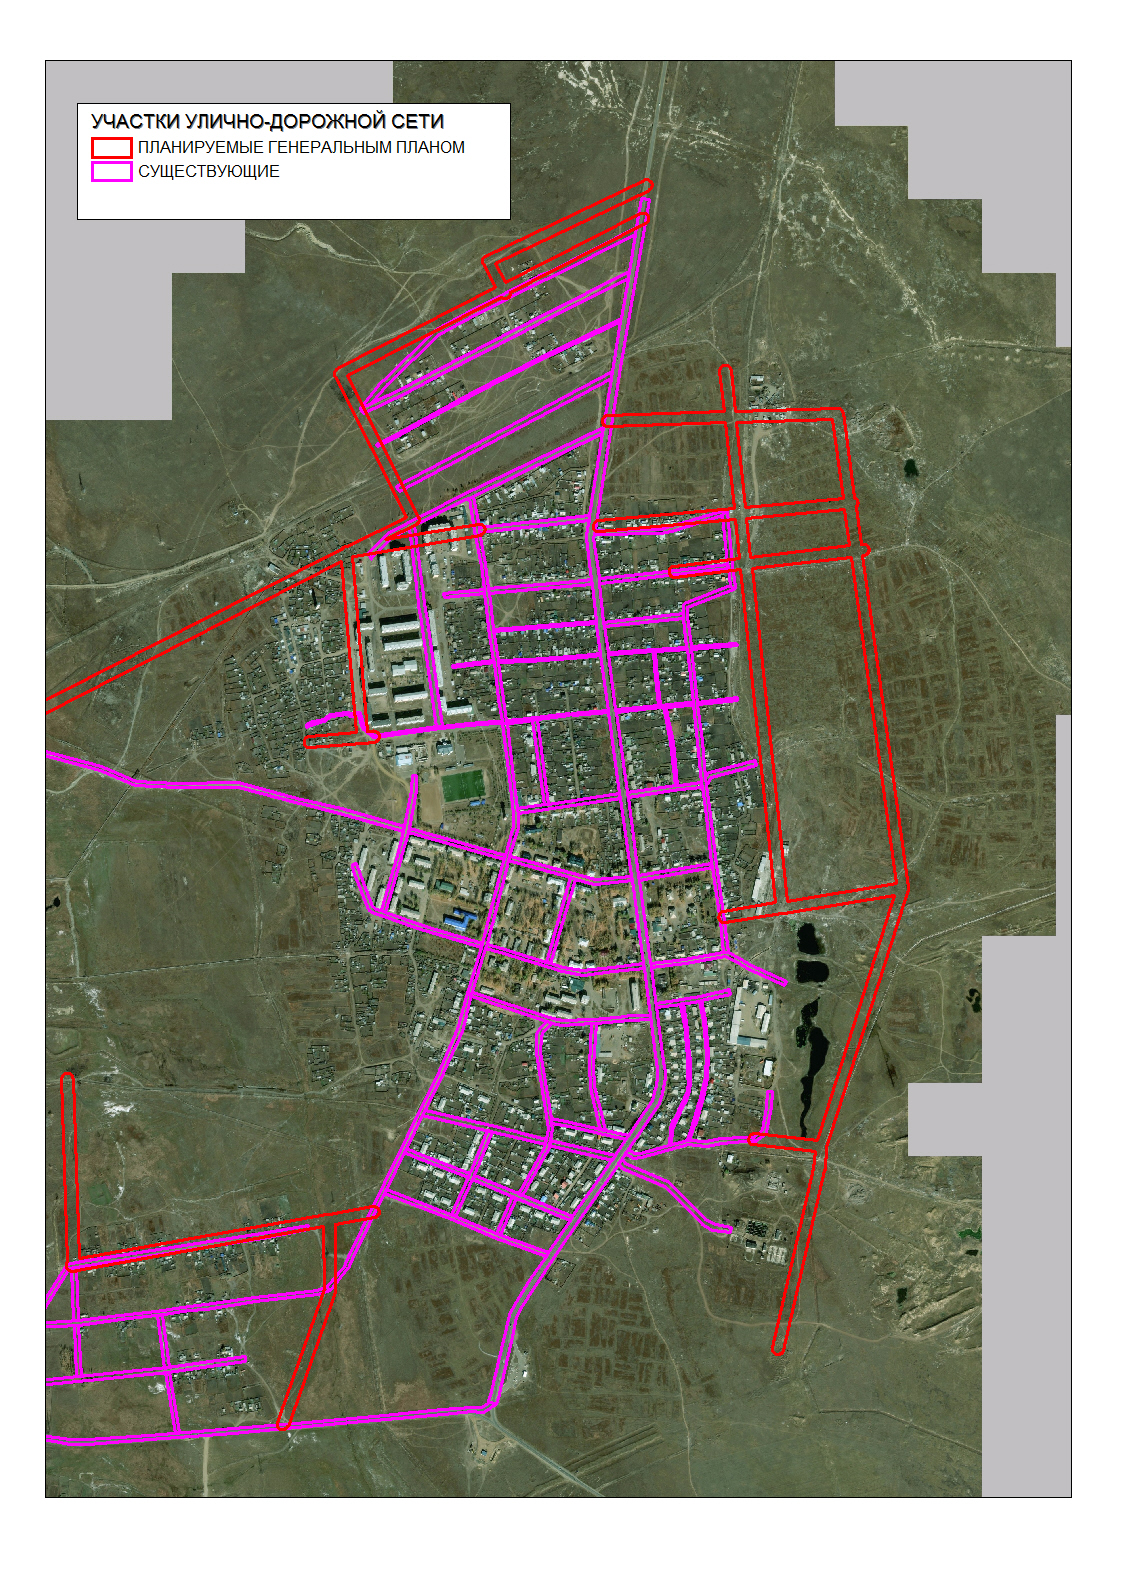 УЧАСТКИ УЛИЧНО-ДОРОЖНОЙ СЕТИ
ПЛАНИРУЕМЫЕ ГЕНЕРАЛЬНЫМ ПЛАНОМ
СУЩЕСТВУЮЩИЕ